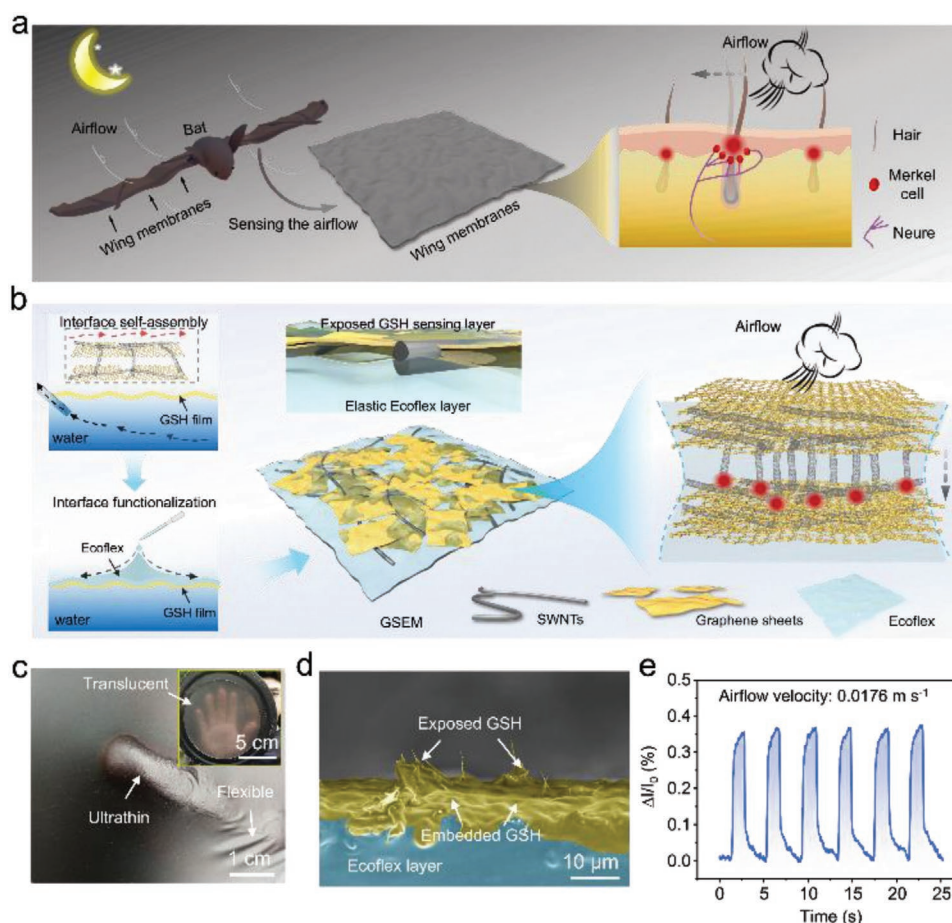 a
Airflow
Airflow
Bat
Hair
Merkel
cell
Wing membranes
Sensing the airflow
Wing membranes
Neure
b
Interface self-assembly
Exposed GSH sensing layer
Airflow
GSH film
Elastic Ecoflex layer
water
Interface functionalization
Ecoflex
GSH film
water
GSEM
SWNTs
Graphene sheets
Ecoflex
c
Translucent
5 cm
Flexible
Ultrathin
1 cm
d
Exposed GSH
Embedded GSH
Ecoflex layer
10 μm
e
Airflow velocity: 0.0176 m s⁻¹
0.5
0.4
0.3
0.2
0.1
0.0
ΔI/I₀ (%)
0 5 10 15 20 25
Time (s)